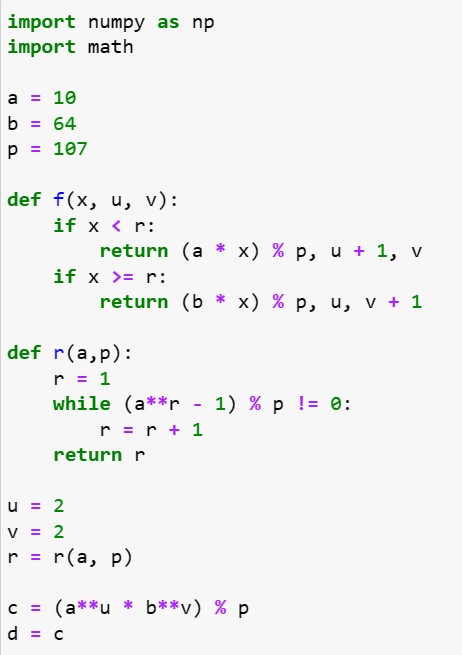 import numpy as np
import math
a = 10
b = 64
p = 107
def f(x, u, v):
    if x < r:
        return (a * x) % p, u + 1, v
    if x >= r:
        return (b * x) % p, u, v + 1
def r(a,p):
    r = 1
    while (a**r - 1) % p != 0:
        r = r + 1
    return r
u = 2
v = 2
r = r(a, p)
c = (a**u * b**v) % p
d = c